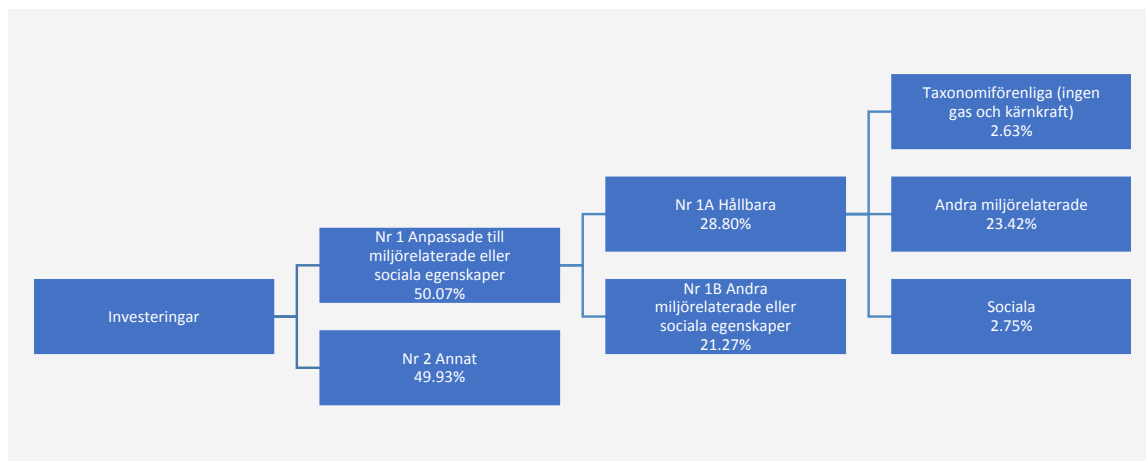 Investeringar
Nr 1 Anpassade till
miljörelaterade eller
sociala egenskaper
50.07%
Nr 2 Annat
49.93%
Nr 1A Hållbara
28.80%
Nr 1B Andra
miljörelaterade eller
sociala egenskaper
21.27%
Taxonomiförenliga (ingen
gas och kärnkraft)
2.63%
Andra miljörelaterade
23.42%
Sociala
2.75%